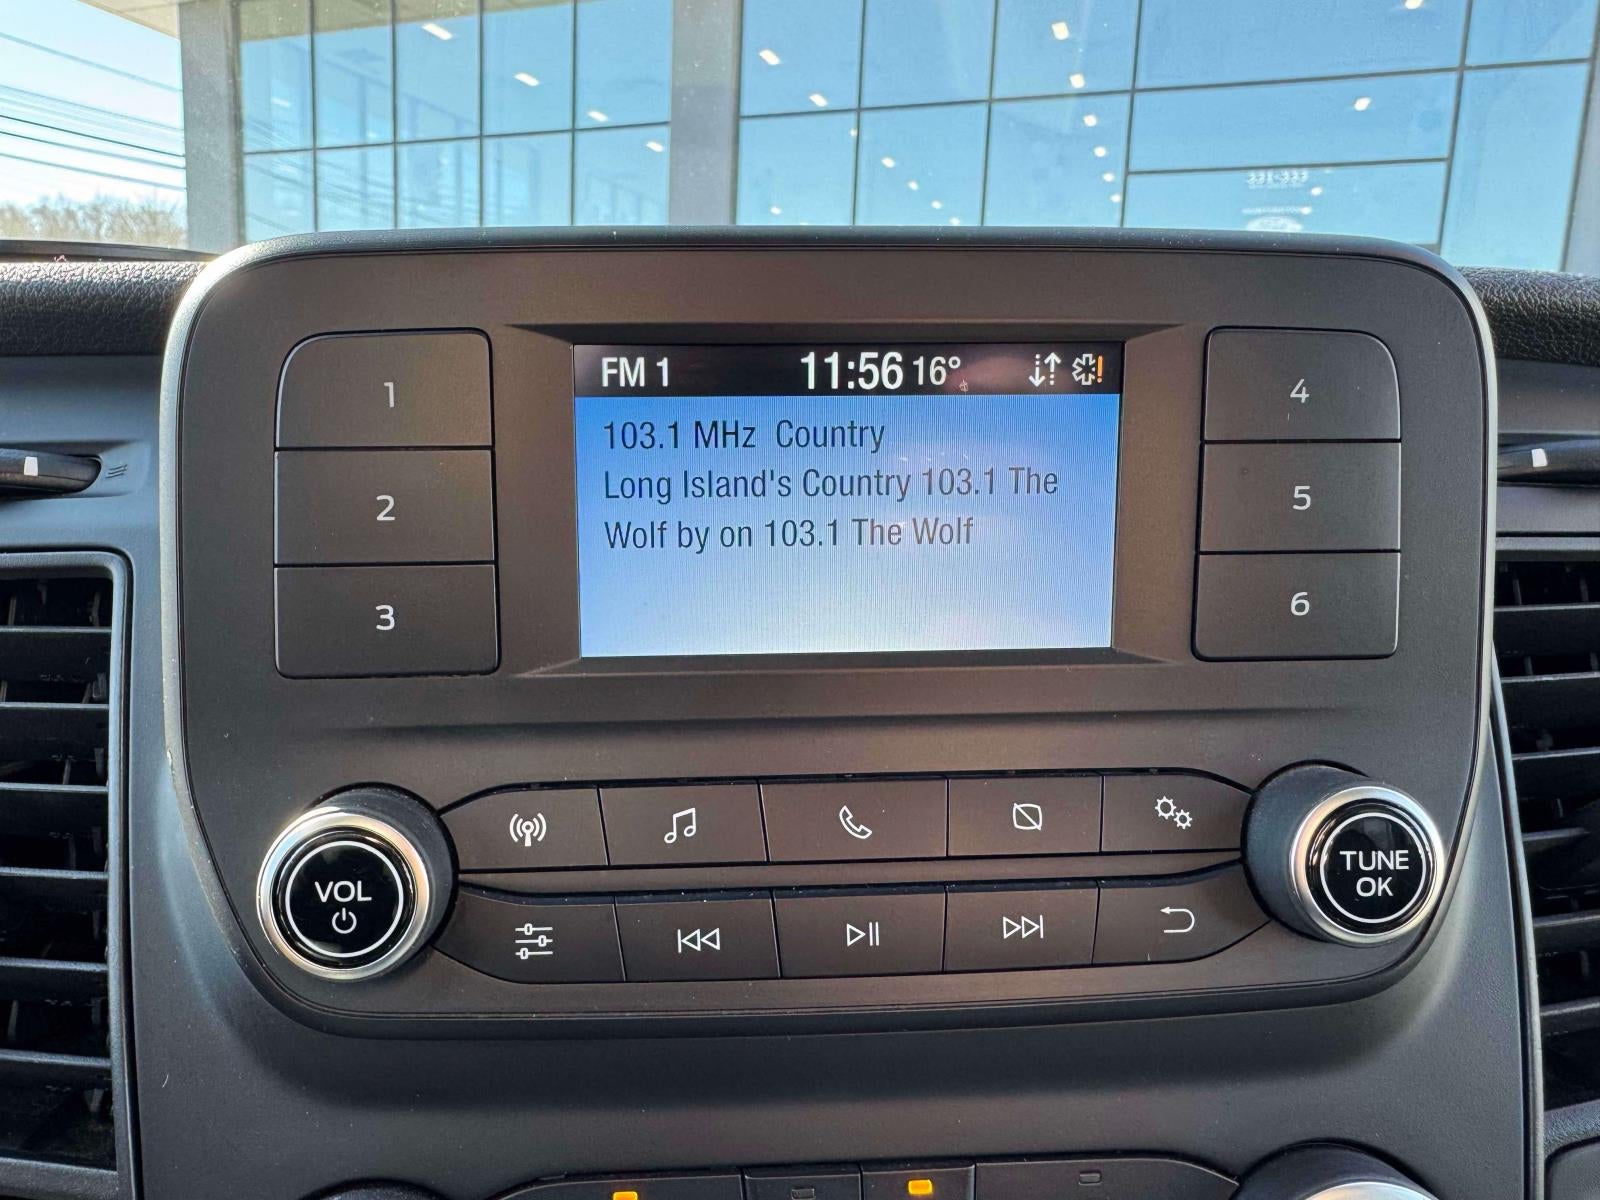 FM 1 11:56 16°
103.1 MHz Country
Long Island's Country 103.1 The
Wolf by on 103.1 The Wolf
1
2
3
4
5
6
VOL
TUNE
OK